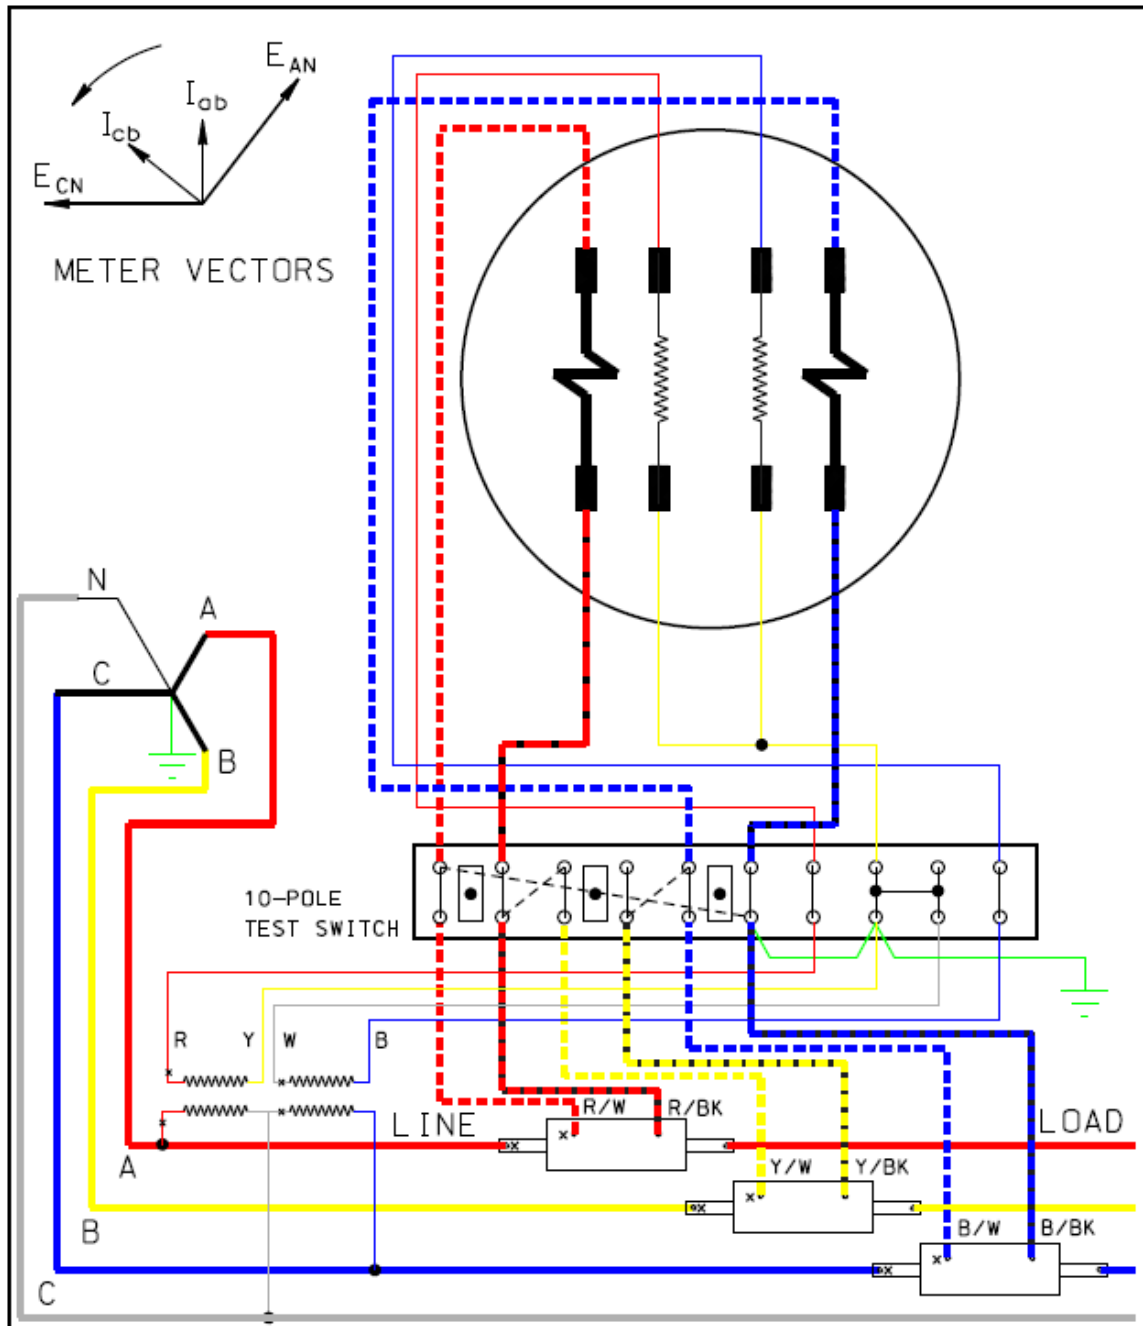 E AN
I ab
I cb
E CN
METER VECTORS
N
A
C
B
10-POLE
TEST SWITCH
R Y W B
R/W R/BK
LINE LOAD
A
Y/W Y/BK
B
B/W B/BK
C